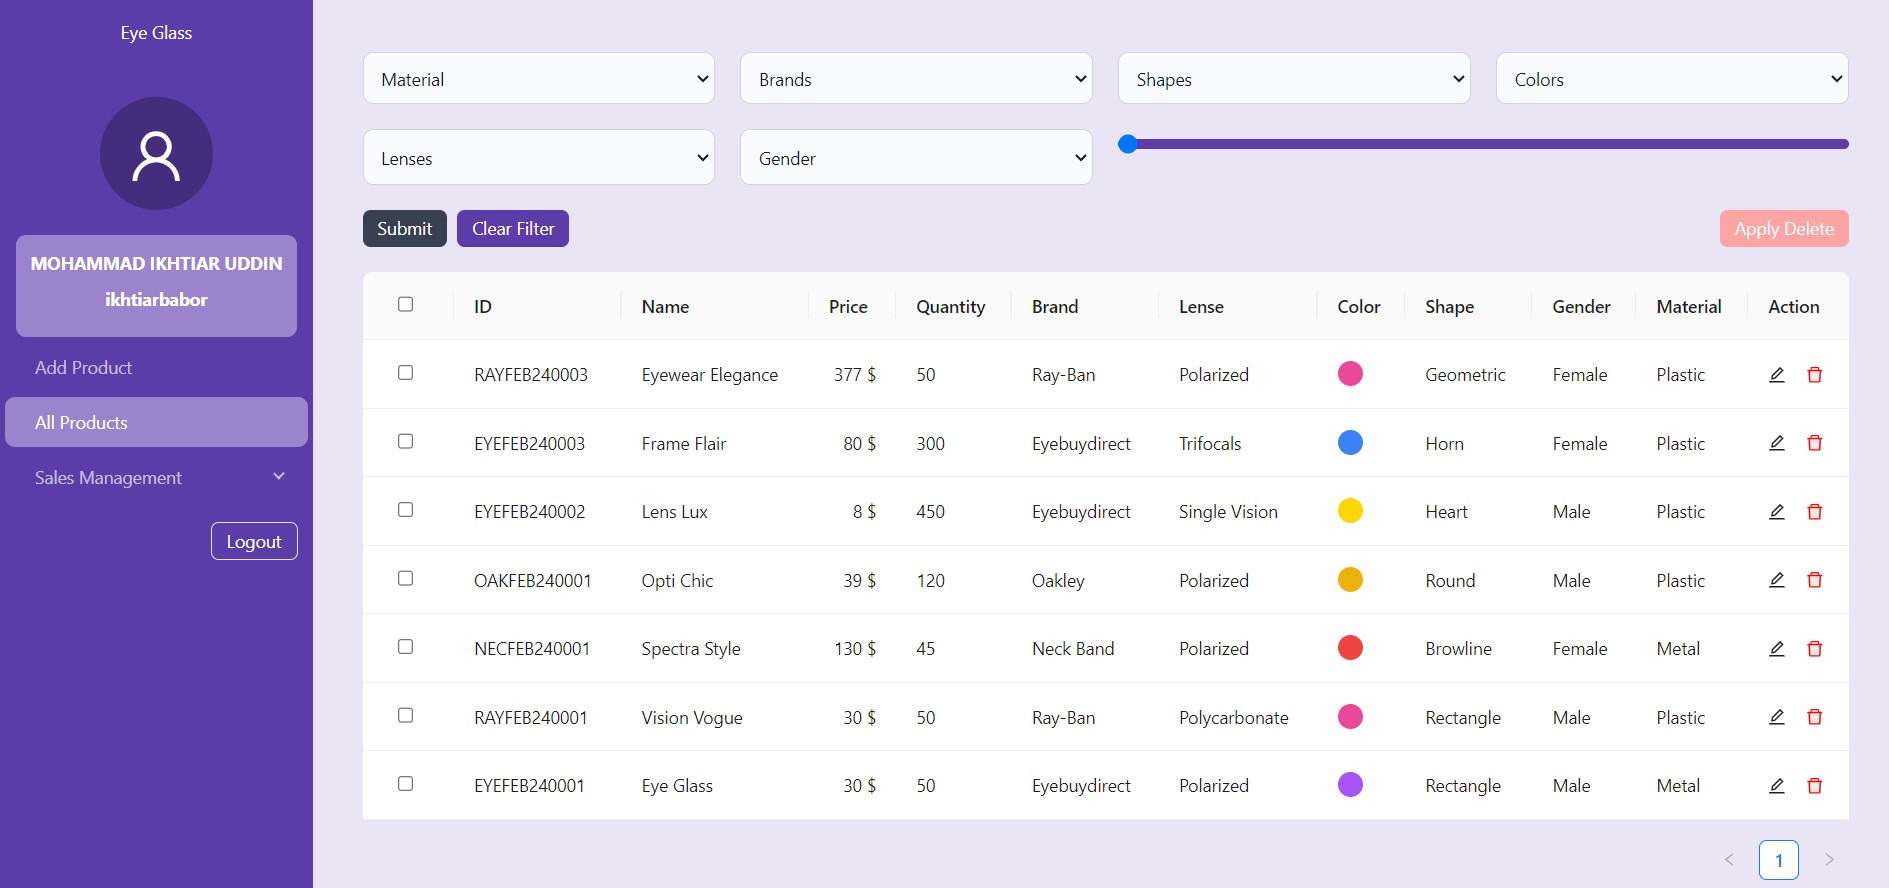 Eye Glass
MOHAMMAD IKHTIAR UDDIN
ikhtiarbabor
Add Product
All Products
Sales Management
Logout
Material Brands Shapes Colors
Lenses Gender
Submit Clear Filter Apply Delete
ID Name Price Quantity Brand Lense Color Shape Gender Material Action
RAYFEB240003 Eyewear Elegance 377 $ 50 Ray-Ban Polarized Geometric Female Plastic
EYEFEB240003 Frame Flair 80 $ 300 Eyebuydirect Trifocals Horn Female Plastic
EYEFEB240002 Lens Lux 8 $ 450 Eyebuydirect Single Vision Heart Male Plastic
OAKFEB240001 Opti Chic 39 $ 120 Oakley Polarized Round Male Plastic
NECFEB240001 Spectra Style 130 $ 45 Neck Band Polarized Browline Female Metal
RAYFEB240001 Vision Vogue 30 $ 50 Ray-Ban Polycarbonate Rectangle Male Plastic
EYEFEB240001 Eye Glass 30 $ 50 Eyebuydirect Polarized Rectangle Male Metal
1